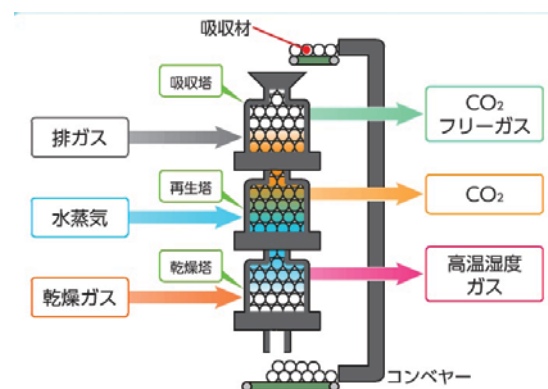 吸収材
吸収塔
CO2
フリーガス
排ガス
再生塔
CO2
水蒸気
乾燥塔
高温湿度
ガス
乾燥ガス
コンベヤー